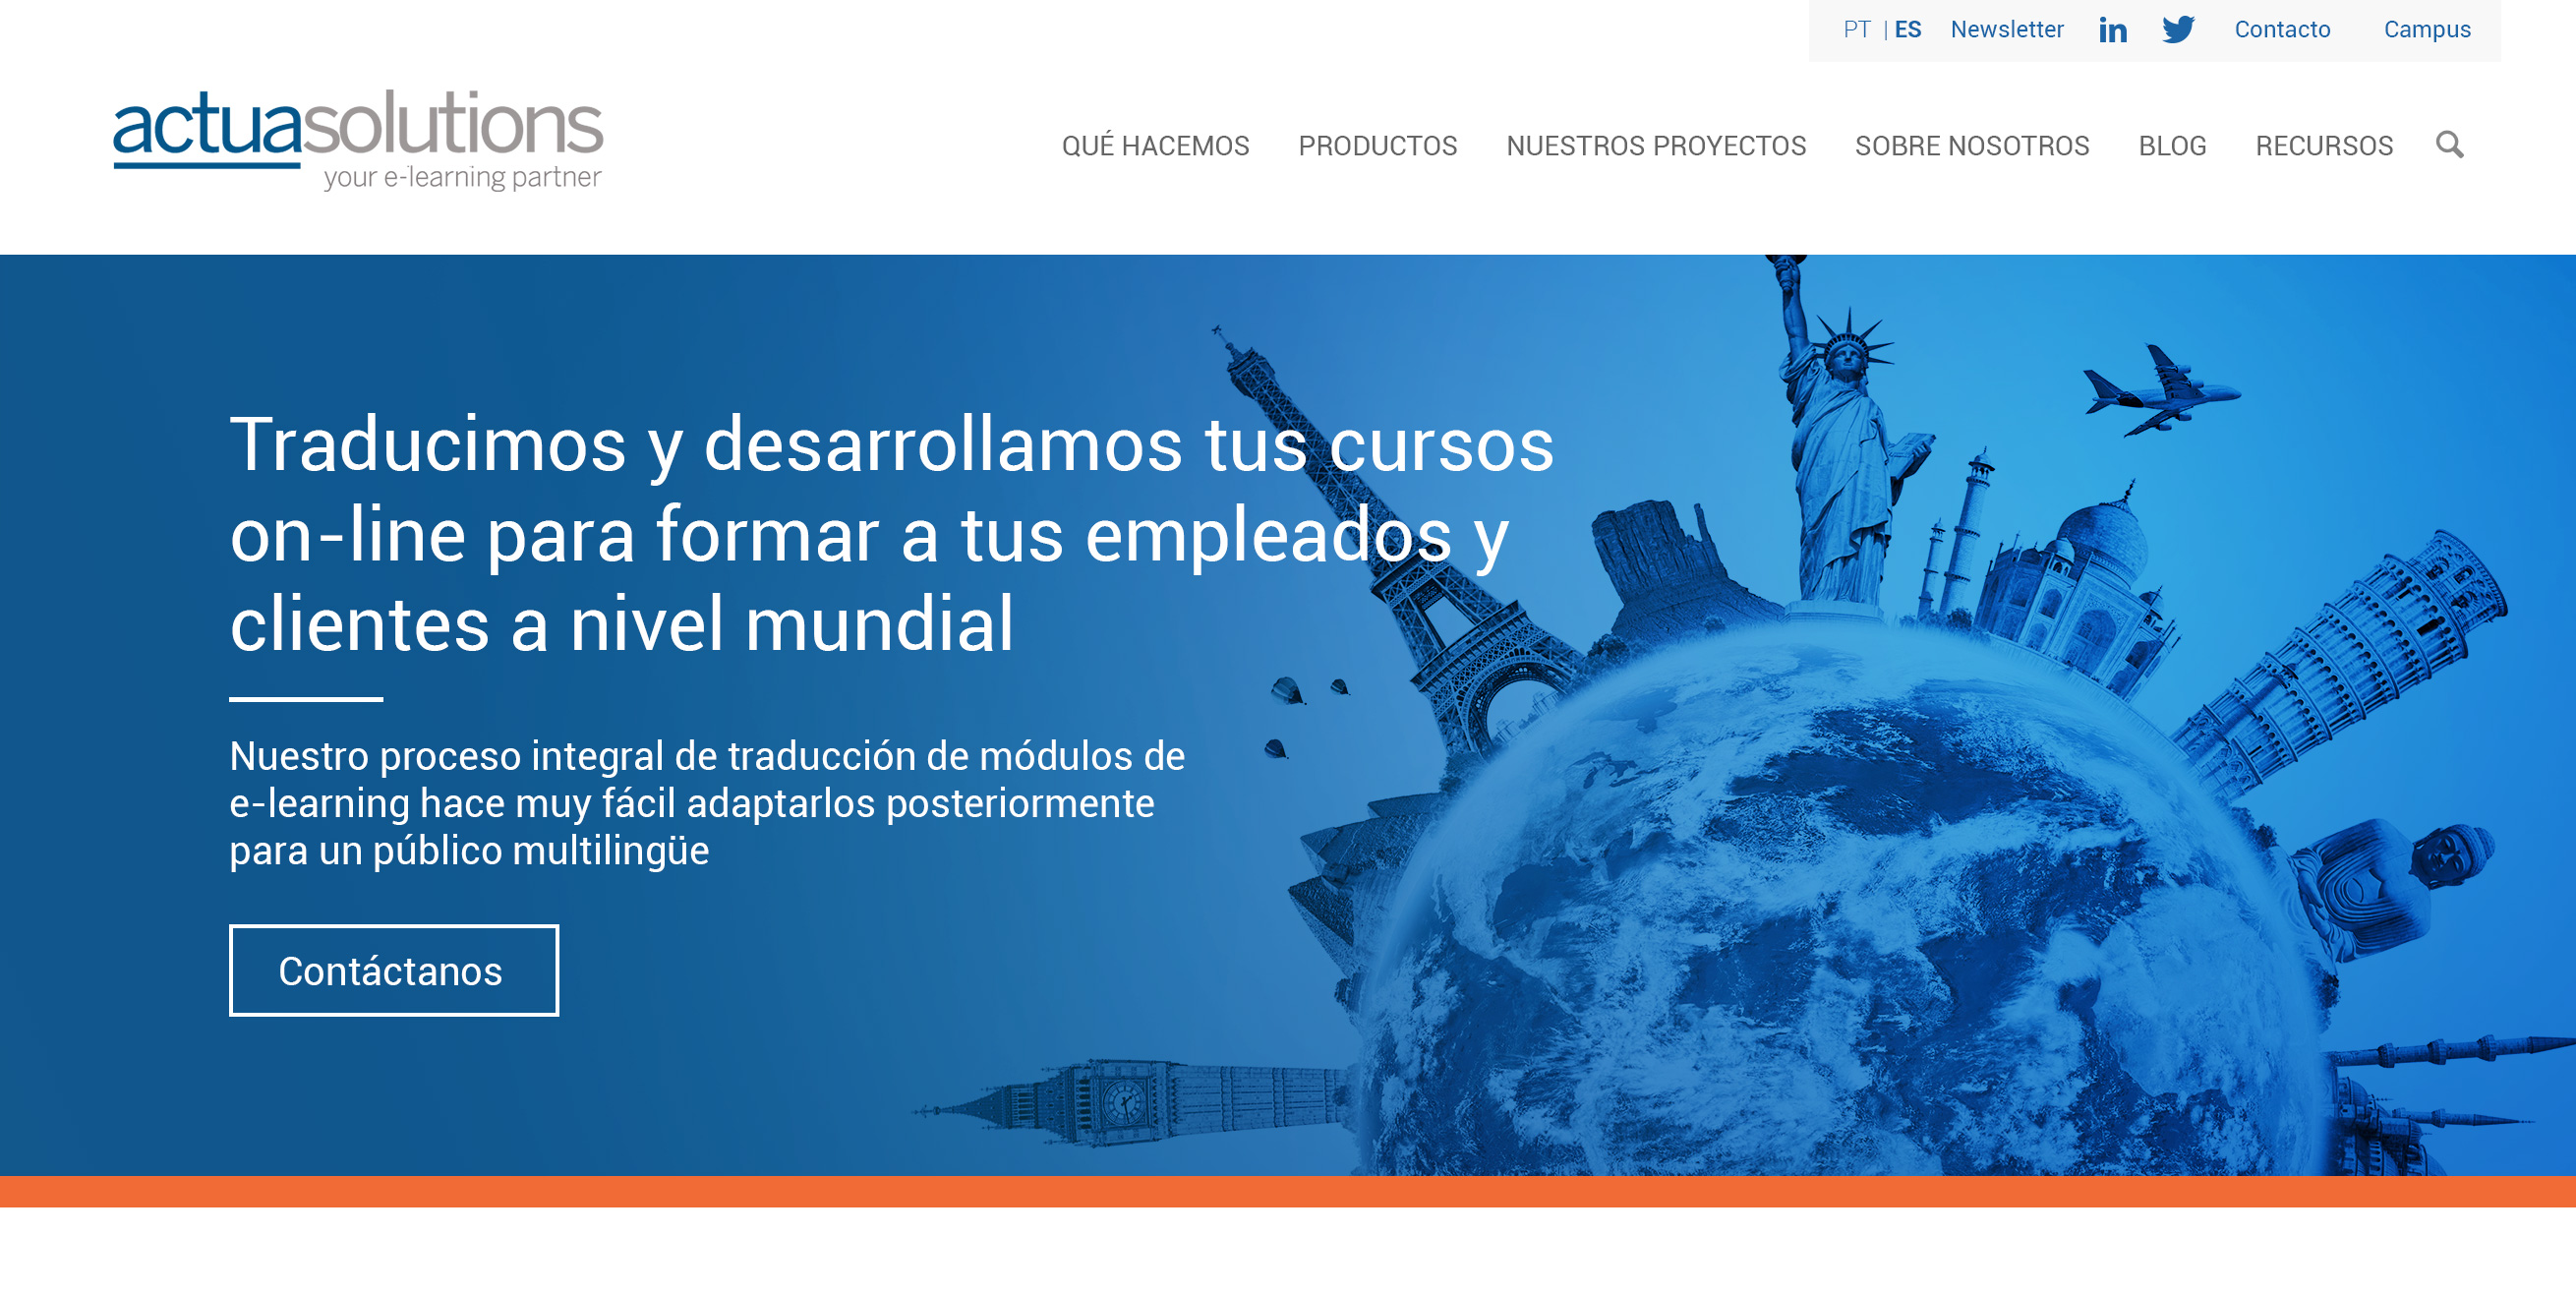 PT | ES Newsletter in Contacto Campus
actuasolutions
your e-learning partner
QUÉ HACEMOS PRODUCTOS NUESTROS PROYECTOS SOBRE NOSOTROS BLOG RECURSOS
Traducimos y desarrollamos tus cursos
on-line para formar a tus empleados y
clientes a nivel mundial
Nuestro proceso integral de traducción de módulos de
e-learning hace muy fácil adaptarlos posteriormente
para un público multilingüe
Contáctanos